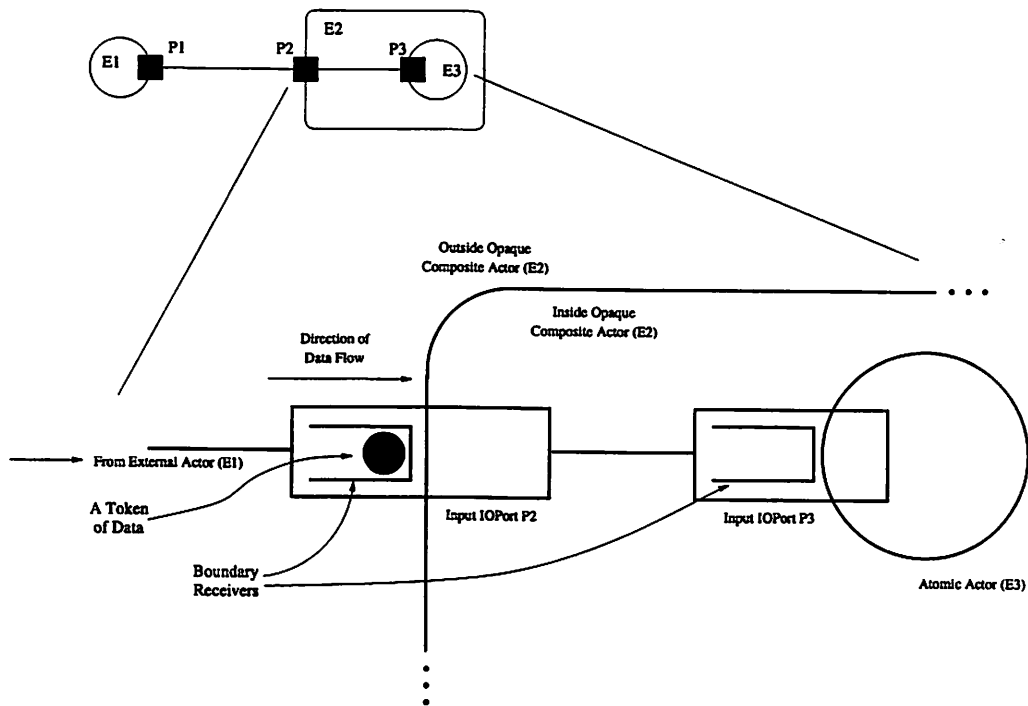 E2
E1
P1
P2
P3
E3
Outside Opaque
Composite Actor (E2)
Inside Opaque
Composite Actor (E2)
Direction of
Data Flow
From External Actor (E1)
A Token
of Data
Input IOPort P2
Input IOPort P3
Boundary
Receivers
Atomic Actor (E3)